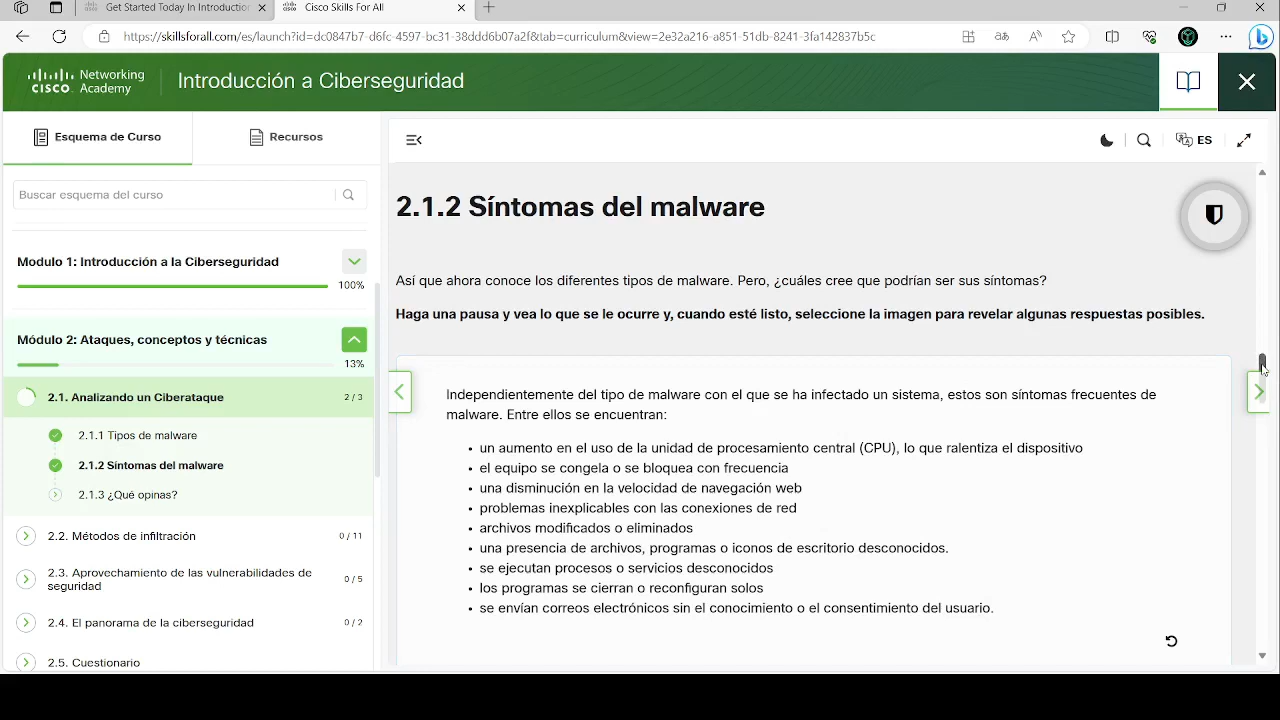 Get Started Today In Introduction
Cisco Skills For All
https://skillsforall.com/es/launch?id=dc0847b7-d6fc-4597-bc31-38ddd6b07a2f&tab=curriculum&view=2e32a216-a851-51db-8241-3fa142837b5c
CISCO Networking Academy
Introducción a Ciberseguridad
Esquema de Curso
Recursos
ES
Buscar esquema del curso
Modulo 1: Introducción a la Ciberseguridad
100%
Módulo 2: Ataques, conceptos y técnicas
13%
2.1. Analizando un Ciberataque 2 / 3
2.1.1 Tipos de malware
2.1.2 Síntomas del malware
2.1.3 ¿Qué opinas?
2.2. Métodos de infiltración 0 / 11
2.3. Aprovechamiento de las vulnerabilidades de
seguridad 0 / 5
2.4. El panorama de la ciberseguridad 0 / 2
2.5. Cuestionario
2.1.2 Síntomas del malware
Así que ahora conoce los diferentes tipos de malware. Pero, ¿cuáles cree que podrían ser sus síntomas?
Haga una pausa y vea lo que se le ocurre y, cuando esté listo, seleccione la imagen para revelar algunas respuestas posibles.
Independientemente del tipo de malware con el que se ha infectado un sistema, estos son síntomas frecuentes de
malware. Entre ellos se encuentran:
• un aumento en el uso de la unidad de procesamiento central (CPU), lo que ralentiza el dispositivo
• el equipo se congela o se bloquea con frecuencia
• una disminución en la velocidad de navegación web
• problemas inexplicables con las conexiones de red
• archivos modificados o eliminados
• una presencia de archivos, programas o iconos de escritorio desconocidos.
• se ejecutan procesos o servicios desconocidos
• los programas se cierran o reconfiguran solos
• se envían correos electrónicos sin el conocimiento o el consentimiento del usuario.